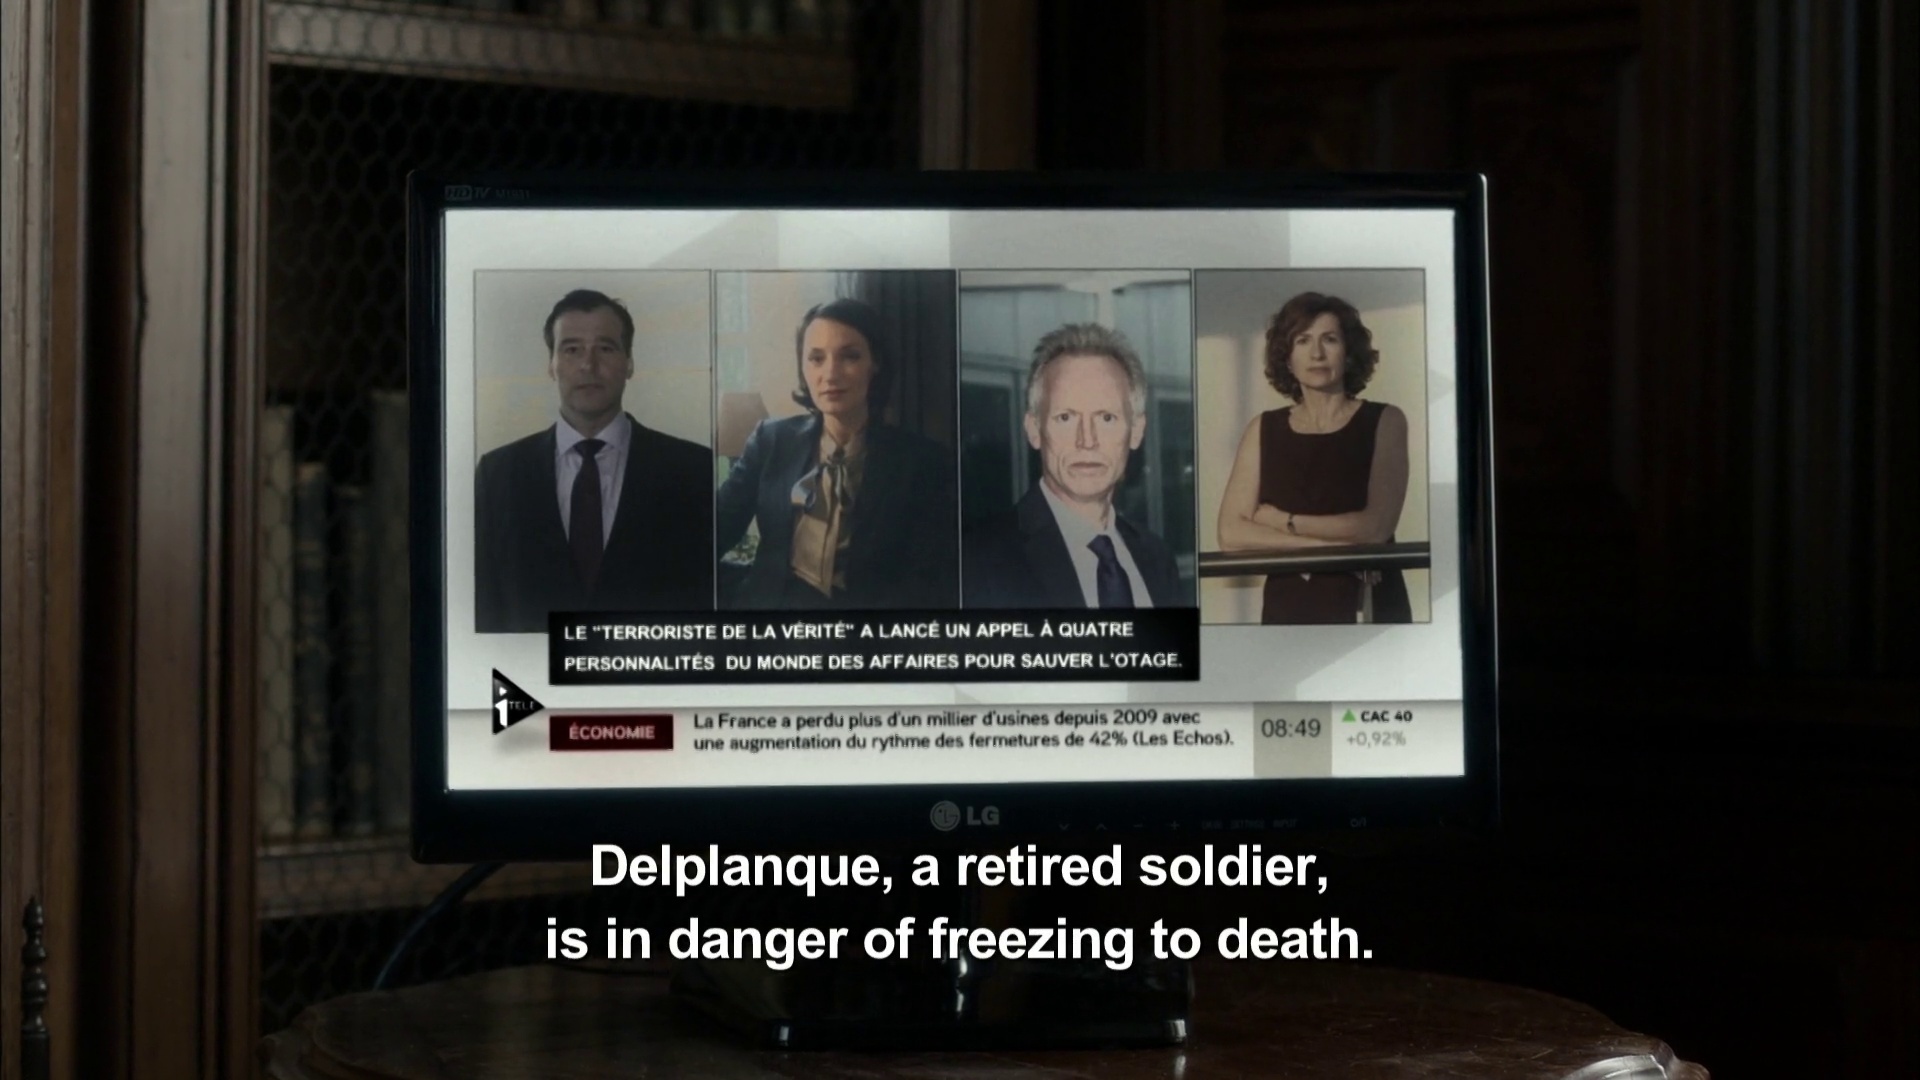 HDTV
LE "TERRORISTE DE LA VÉRITÉ" A LANCÉ UN APPEL À QUATRE
PERSONNALITÉS DU MONDE DES AFFAIRES POUR SAUVER L'OTAGE.
i TELE
ÉCONOMIE
La France a perdu plus d'un millier d'usines depuis 2009 avec
une augmentation du rythme des fermetures de 42% (Les Echos).
08:49
CAC 40
+0,92%
LG
Delplanque, a retired soldier,
is in danger of freezing to death.